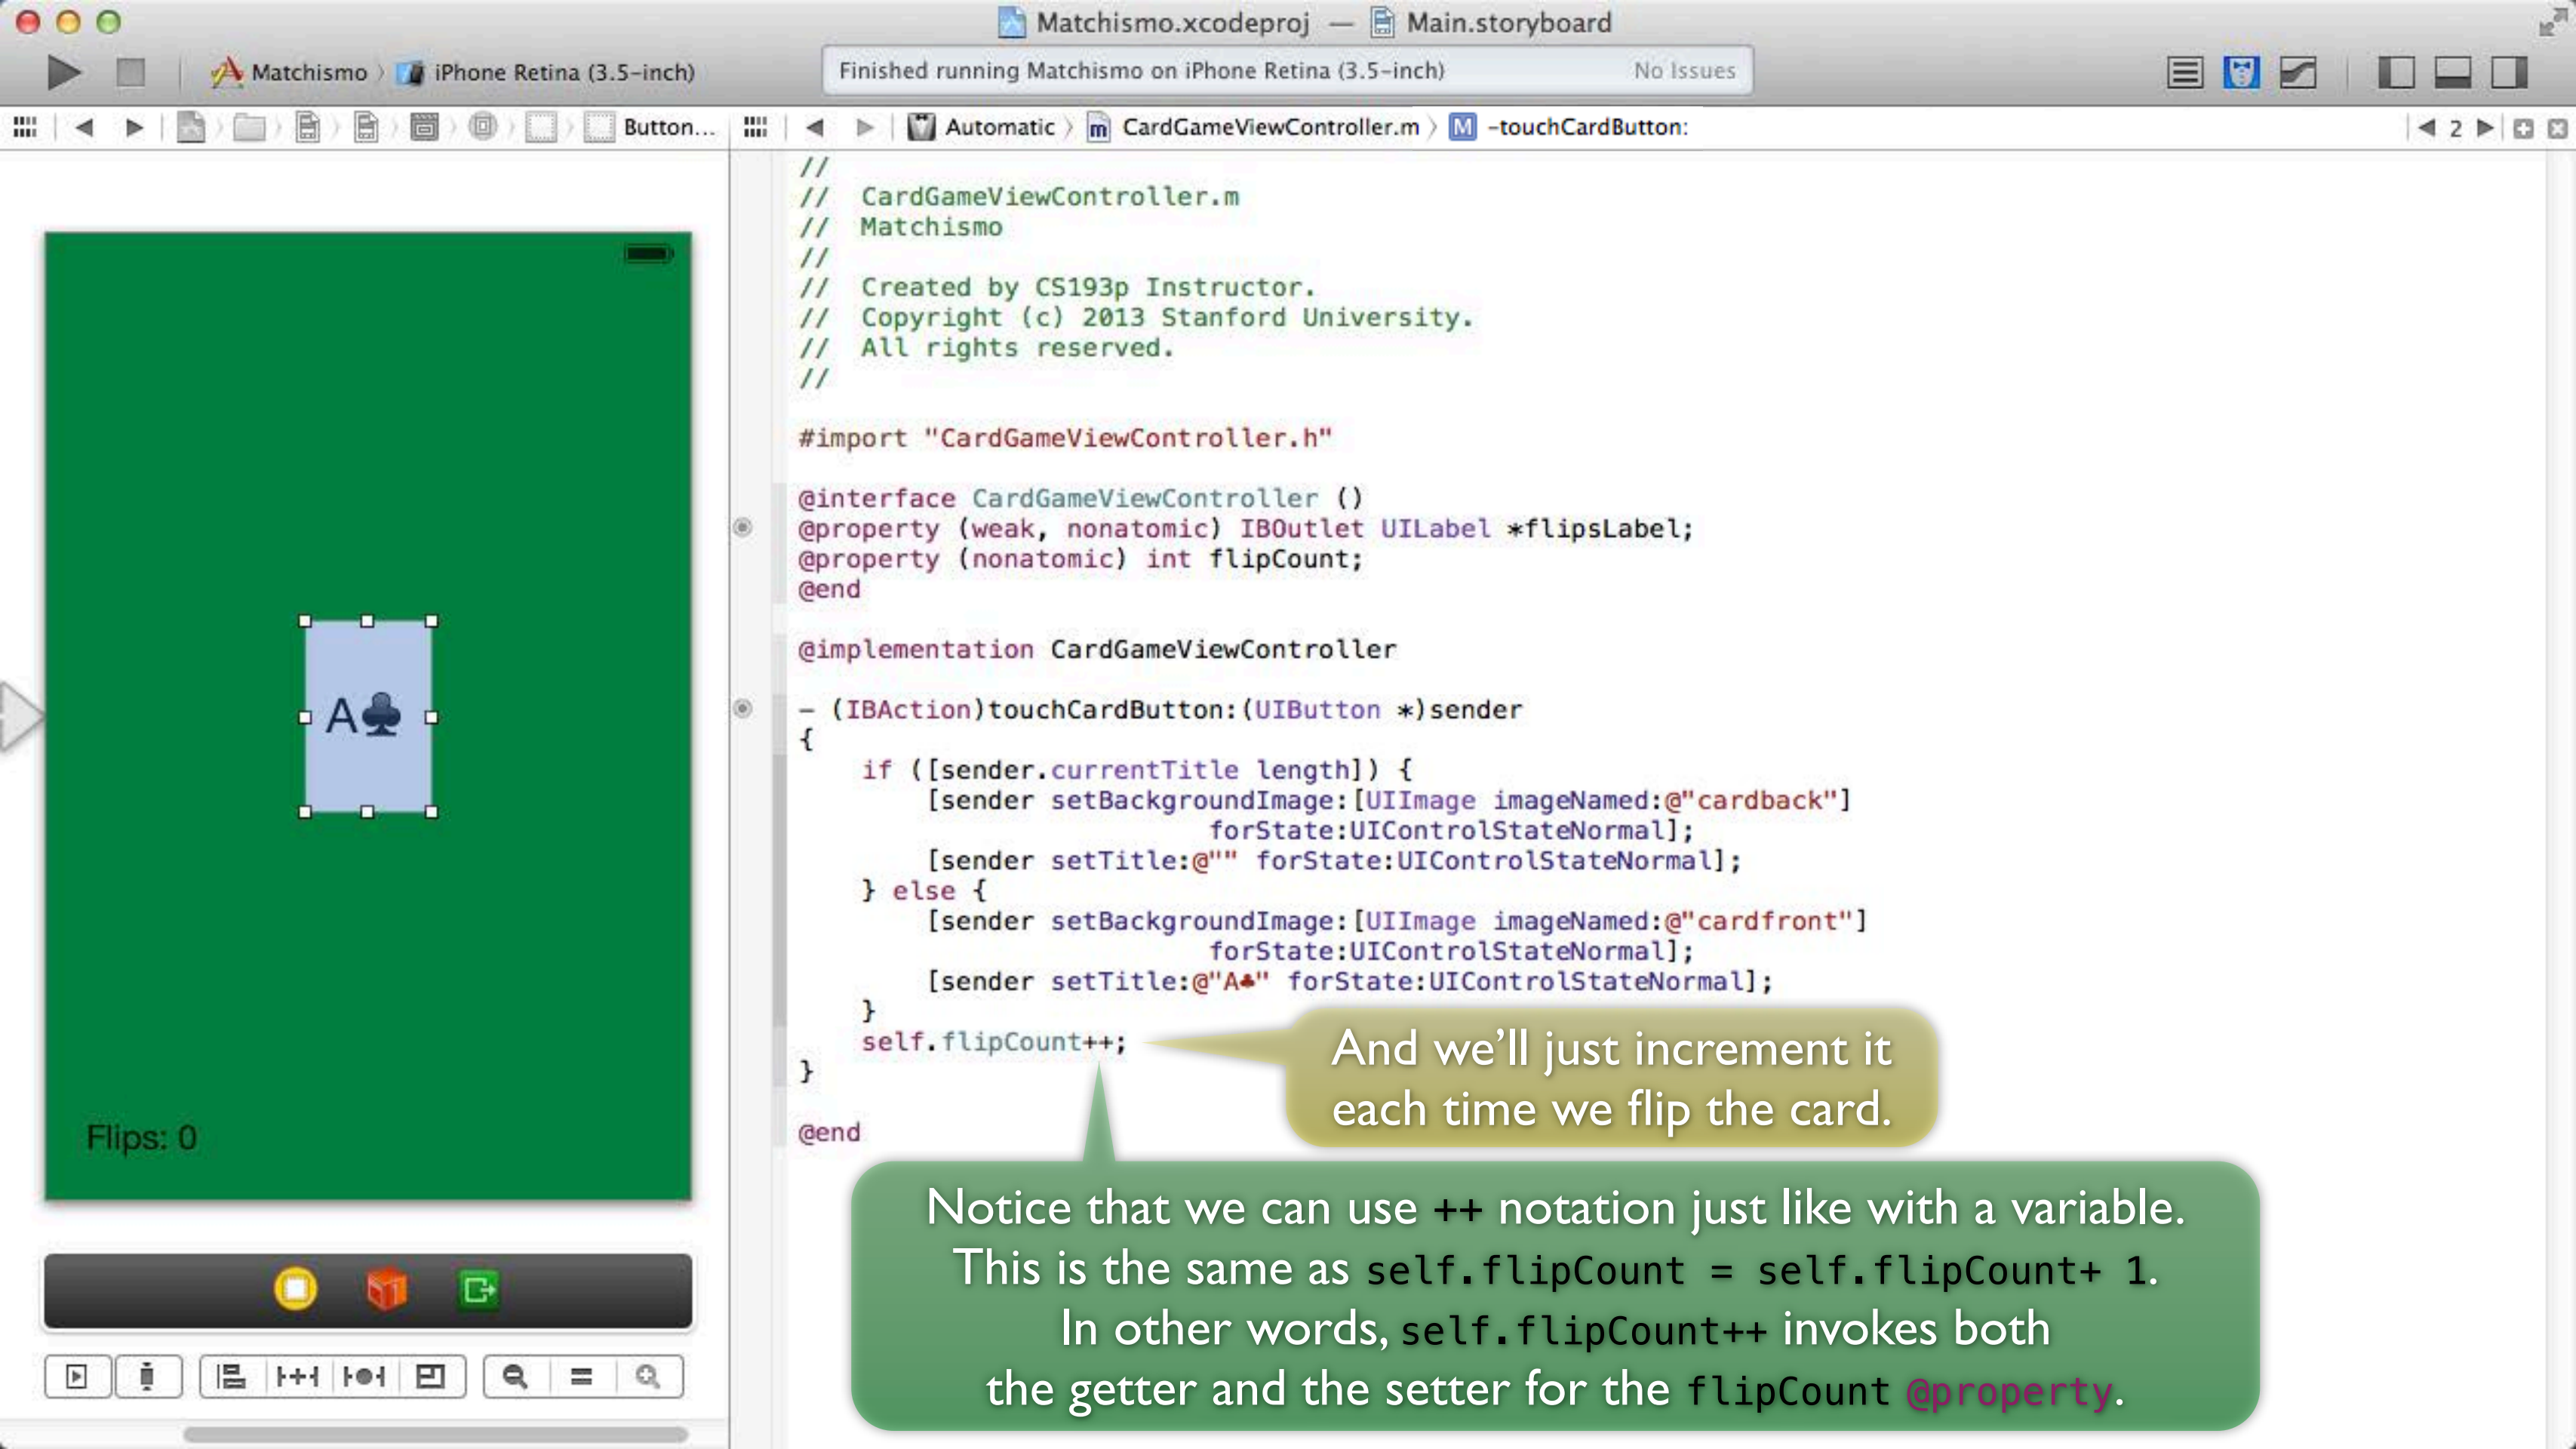 Matchismo.xcodeproj — Main.storyboard
Matchismo iPhone Retina (3.5-inch)
Finished running Matchismo on iPhone Retina (3.5-inch) No Issues
Button...
Automatic CardGameViewController.m M -touchCardButton:
2
A♣
Flips: 0
//
// CardGameViewController.m
// Matchismo
//
// Created by CS193p Instructor.
// Copyright (c) 2013 Stanford University.
// All rights reserved.
//
#import "CardGameViewController.h"
@interface CardGameViewController ()
@property (weak, nonatomic) IBOutlet UILabel *flipsLabel;
@property (nonatomic) int flipCount;
@end
@implementation CardGameViewController
- (IBAction)touchCardButton:(UIButton *)sender
{
if ([sender.currentTitle length]) {
[sender setBackgroundImage:[UIImage imageNamed:@"cardback"]
forState:UIControlStateNormal];
[sender setTitle:@"" forState:UIControlStateNormal];
} else {
[sender setBackgroundImage:[UIImage imageNamed:@"cardfront"]
forState:UIControlStateNormal];
[sender setTitle:@"A♣" forState:UIControlStateNormal];
}
self.flipCount++;
}
@end
And we'll just increment it
each time we flip the card.
Notice that we can use ++ notation just like with a variable.
This is the same as self.flipCount = self.flipCount+ 1.
In other words, self.flipCount++ invokes both
the getter and the setter for the flipCount @property.